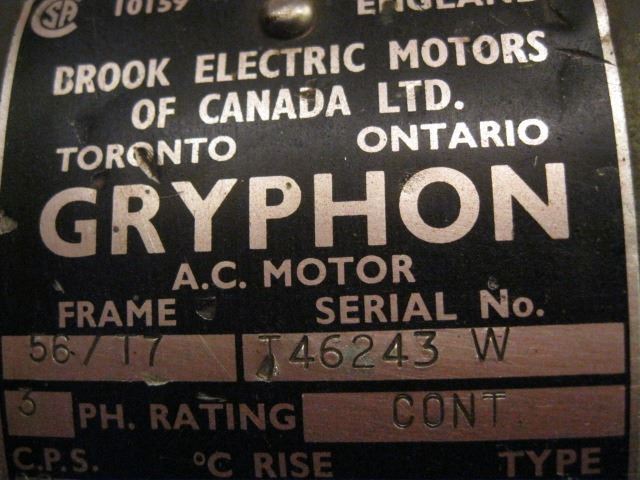 CSA 10159 ENGLAND
BROOK ELECTRIC MOTORS
OF CANADA LTD.
TORONTO ONTARIO
GRYPHON
A.C. MOTOR
FRAME SERIAL No.
56/T7 T46243 W
3 PH. RATING CONT.
C.P.S. °C RISE TYPE